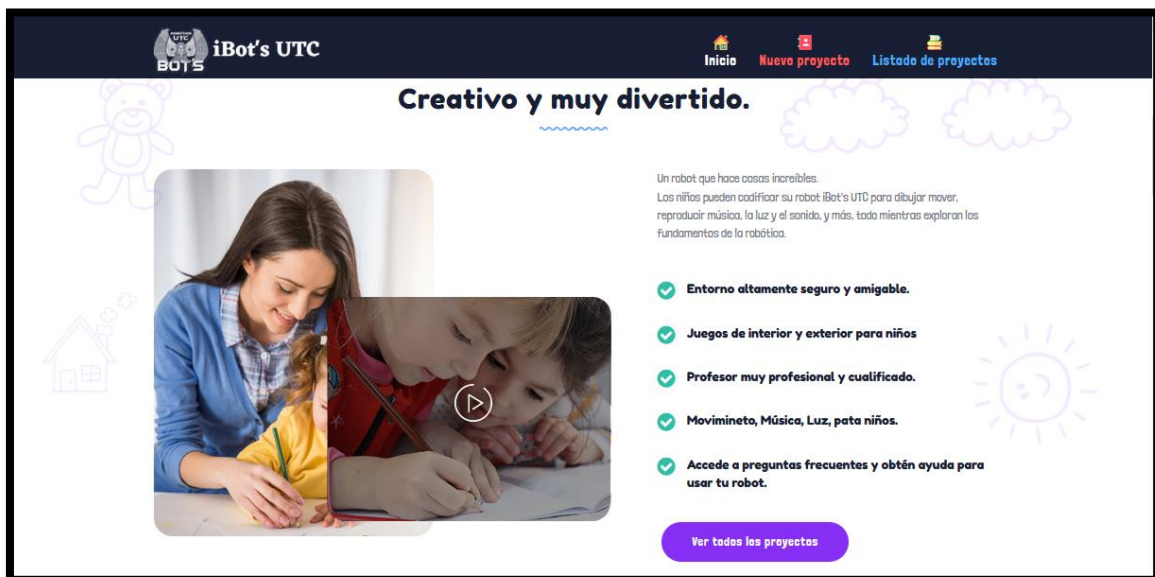 UTC
BOTS
iBot's UTC
Inicio
Nuevo proyecto
Listado de proyectos
Creativo y muy divertido.
Un robot que hace cosas increíbles.
Los niños pueden codificar su robot iBot's UTC para dibujar mover,
reproducir música, la luz y el sonido, y más, todo mientras exploran los
fundamentos de la robótica.
Entorno altamente seguro y amigable.
Juegos de interior y exterior para niños
Profesor muy profesional y cualificado.
Movimineto, Música, Luz, pata niños.
Accede a preguntas frecuentes y obtén ayuda para
usar tu robot.
Ver todos los proyectos